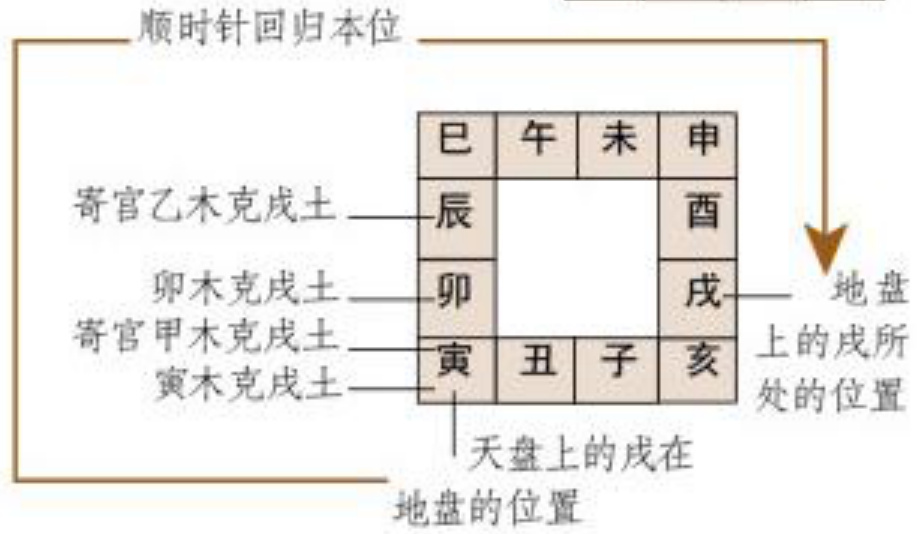 顺时针回归本位
巳 午 未 申
寄官乙木克戌土 辰 酉
卯木克戌土 卯 戌 地盘
寄官甲木克戌土 上的戌所
寅木克戌土 寅 丑 子 亥 处的位置
天盘上的戌在
地盘的位置